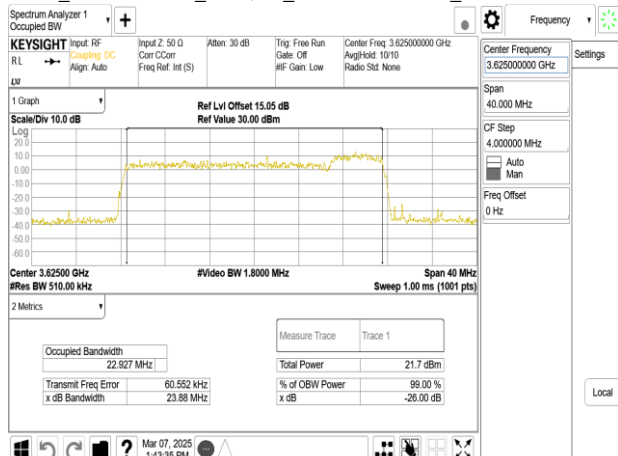 Spectrum Analyzer 1
Occupied BW
+
Frequency
KEYSIGHT
Input: RF
Coupling: DC
Align: Auto
Input Z: 50 Ω
Corr CCorr
Freq Ref: Int (S)
Atten: 30 dB
Trig: Free Run
Gate: Off
#IF Gain: Low
Center Freq: 3.625000000 GHz
Avg|Hold: 10/10
Radio Std: None
RL
LXI
Center Frequency
3.625000000 GHz
Settings
Span
40.000 MHz
CF Step
4.000000 MHz
Auto
Man
Freq Offset
0 Hz
Local
1 Graph
Scale/Div 10.0 dB
Ref Lvl Offset 15.05 dB
Ref Value 30.00 dBm
Log
20.0
10.0
0.00
-10.0
-20.0
-30.0
-40.0
-50.0
-60.0
Center 3.62500 GHz
#Res BW 510.00 kHz
#Video BW 1.8000 MHz
Span 40 MHz
Sweep 1.00 ms (1001 pts)
2 Metrics
Measure Trace
Trace 1
Occupied Bandwidth
22.927 MHz
Total Power
21.7 dBm
Transmit Freq Error
60.552 kHz
% of OBW Power
99.00 %
x dB Bandwidth
23.88 MHz
x dB
-26.00 dB
?
Mar 07, 2025
1:43:35 PM